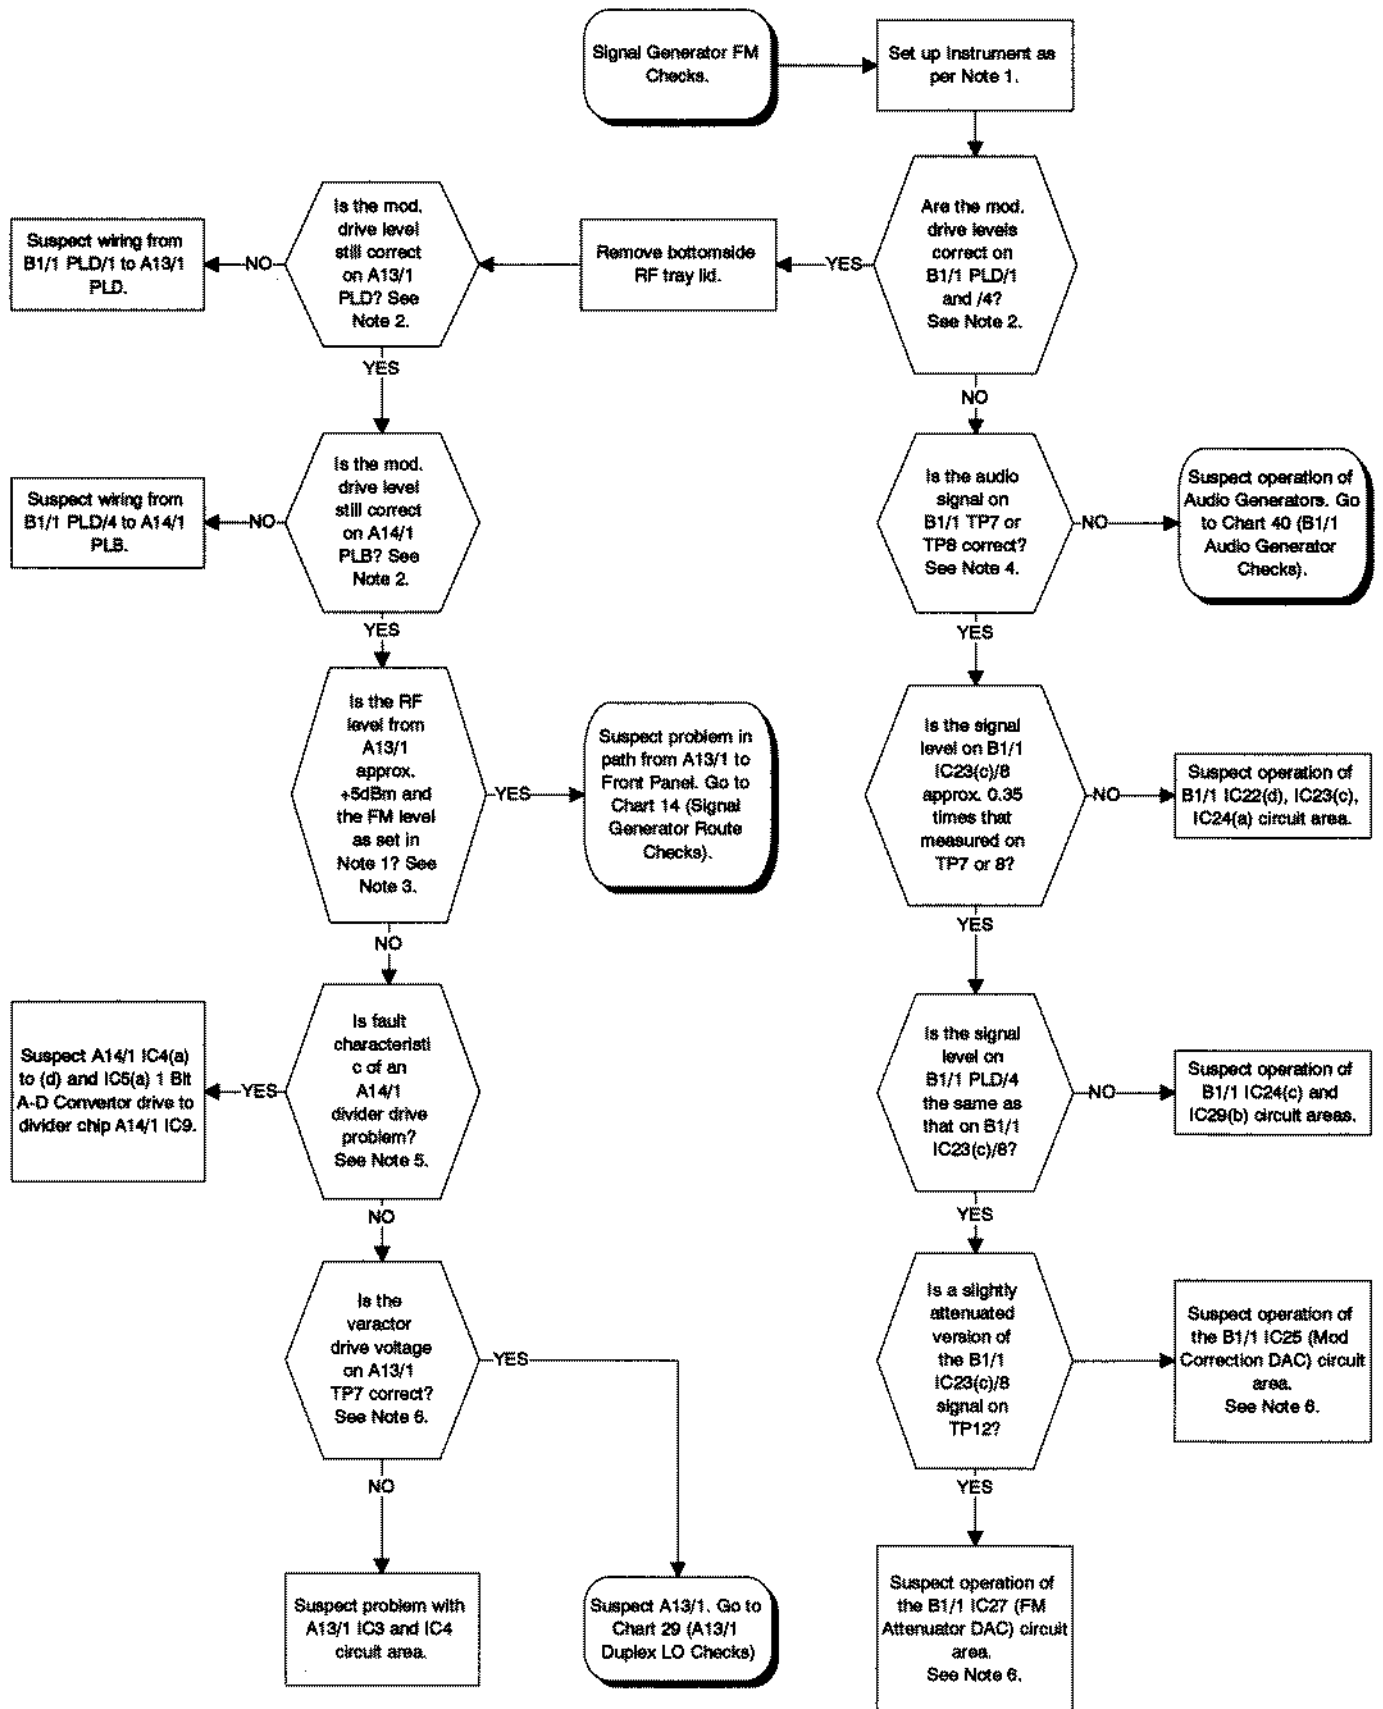 Signal Generator FM
Checks.
Set up Instrument as
per Note 1.
Are the mod.
drive levels
correct on
B1/1 PLD/1
and /4?
See Note 2.
YES
Remove bottomside
RF tray lid.
Is the mod.
drive level
still correct
on A13/1
PLD? See
Note 2.
NO
Suspect wiring from
B1/1 PLD/1 to A13/1
PLD.
YES
NO
Is the mod.
drive level
still correct
on A14/1
PLB? See
Note 2.
NO
Suspect wiring from
B1/1 PLD/4 to A14/1
PLB.
Is the audio
signal on
B1/1 TP7 or
TP8 correct?
See Note 4.
NO
Suspect operation of
Audio Generators. Go
to Chart 40 (B1/1
Audio Generator
Checks).
YES
YES
Is the RF
level from
A13/1
approx.
+5dBm and
the FM level
as set in
Note 1? See
Note 3.
YES
Suspect problem in
path from A13/1 to
Front Panel. Go to
Chart 14 (Signal
Generator Route
Checks).
Is the signal
level on B1/1
IC23(c)/8
approx. 0.35
times that
measured on
TP7 or 8?
NO
Suspect operation of
B1/1 IC22(d), IC23(c),
IC24(a) circuit area.
NO
YES
Is fault
characteristi
c of an
A14/1
divider drive
problem?
See Note 5.
YES
Suspect A14/1 IC4(a)
to (d) and IC5(a) 1 Bit
A-D Convertor drive to
divider chip A14/1 IC9.
Is the signal
level on
B1/1 PLD/4
the same as
that on B1/1
IC23(c)/8?
NO
Suspect operation of
B1/1 IC24(c) and
IC29(b) circuit areas.
NO
YES
Is the
varactor
drive voltage
on A13/1
TP7 correct?
See Note 6.
YES
Is a slightly
attenuated
version of
the B1/1
IC23(c)/8
signal on
TP12?
Suspect operation of
the B1/1 IC25 (Mod
Correction DAC) circuit
area.
See Note 6.
NO
YES
Suspect problem with
A13/1 IC3 and IC4
circuit area.
Suspect A13/1. Go to
Chart 29 (A13/1
Duplex LO Checks)
Suspect operation of
the B1/1 IC27 (FM
Attenuator DAC) circuit
area.
See Note 6.